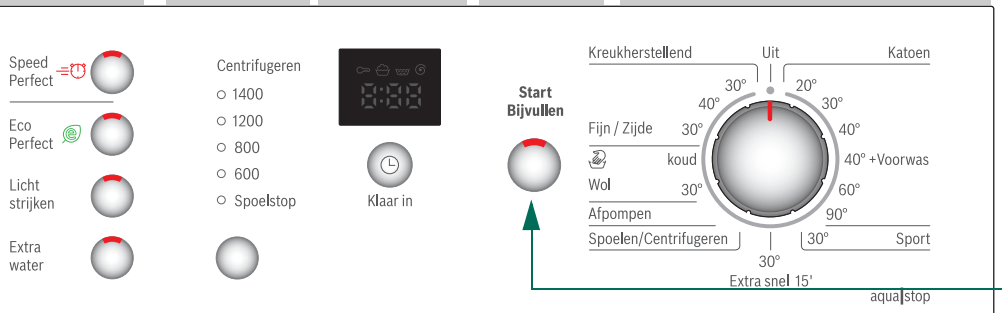 Speed
Perfect
Eco
Perfect
Licht
strijken
Extra
water
Centrifugeren
1400
1200
800
600
Spoelstop
8:88
Klaar in
Start
Bijvullen
Kreukherstellend
Uit
Katoen
30°
20°
40°
30°
Fijn / Zijde
30°
40°
koud
40° +Voorwas
Wol
30°
60°
Afpompen
90°
Spoelen/Centrifugeren
30°
Sport
30°
Extra snel 15'
aqua stop